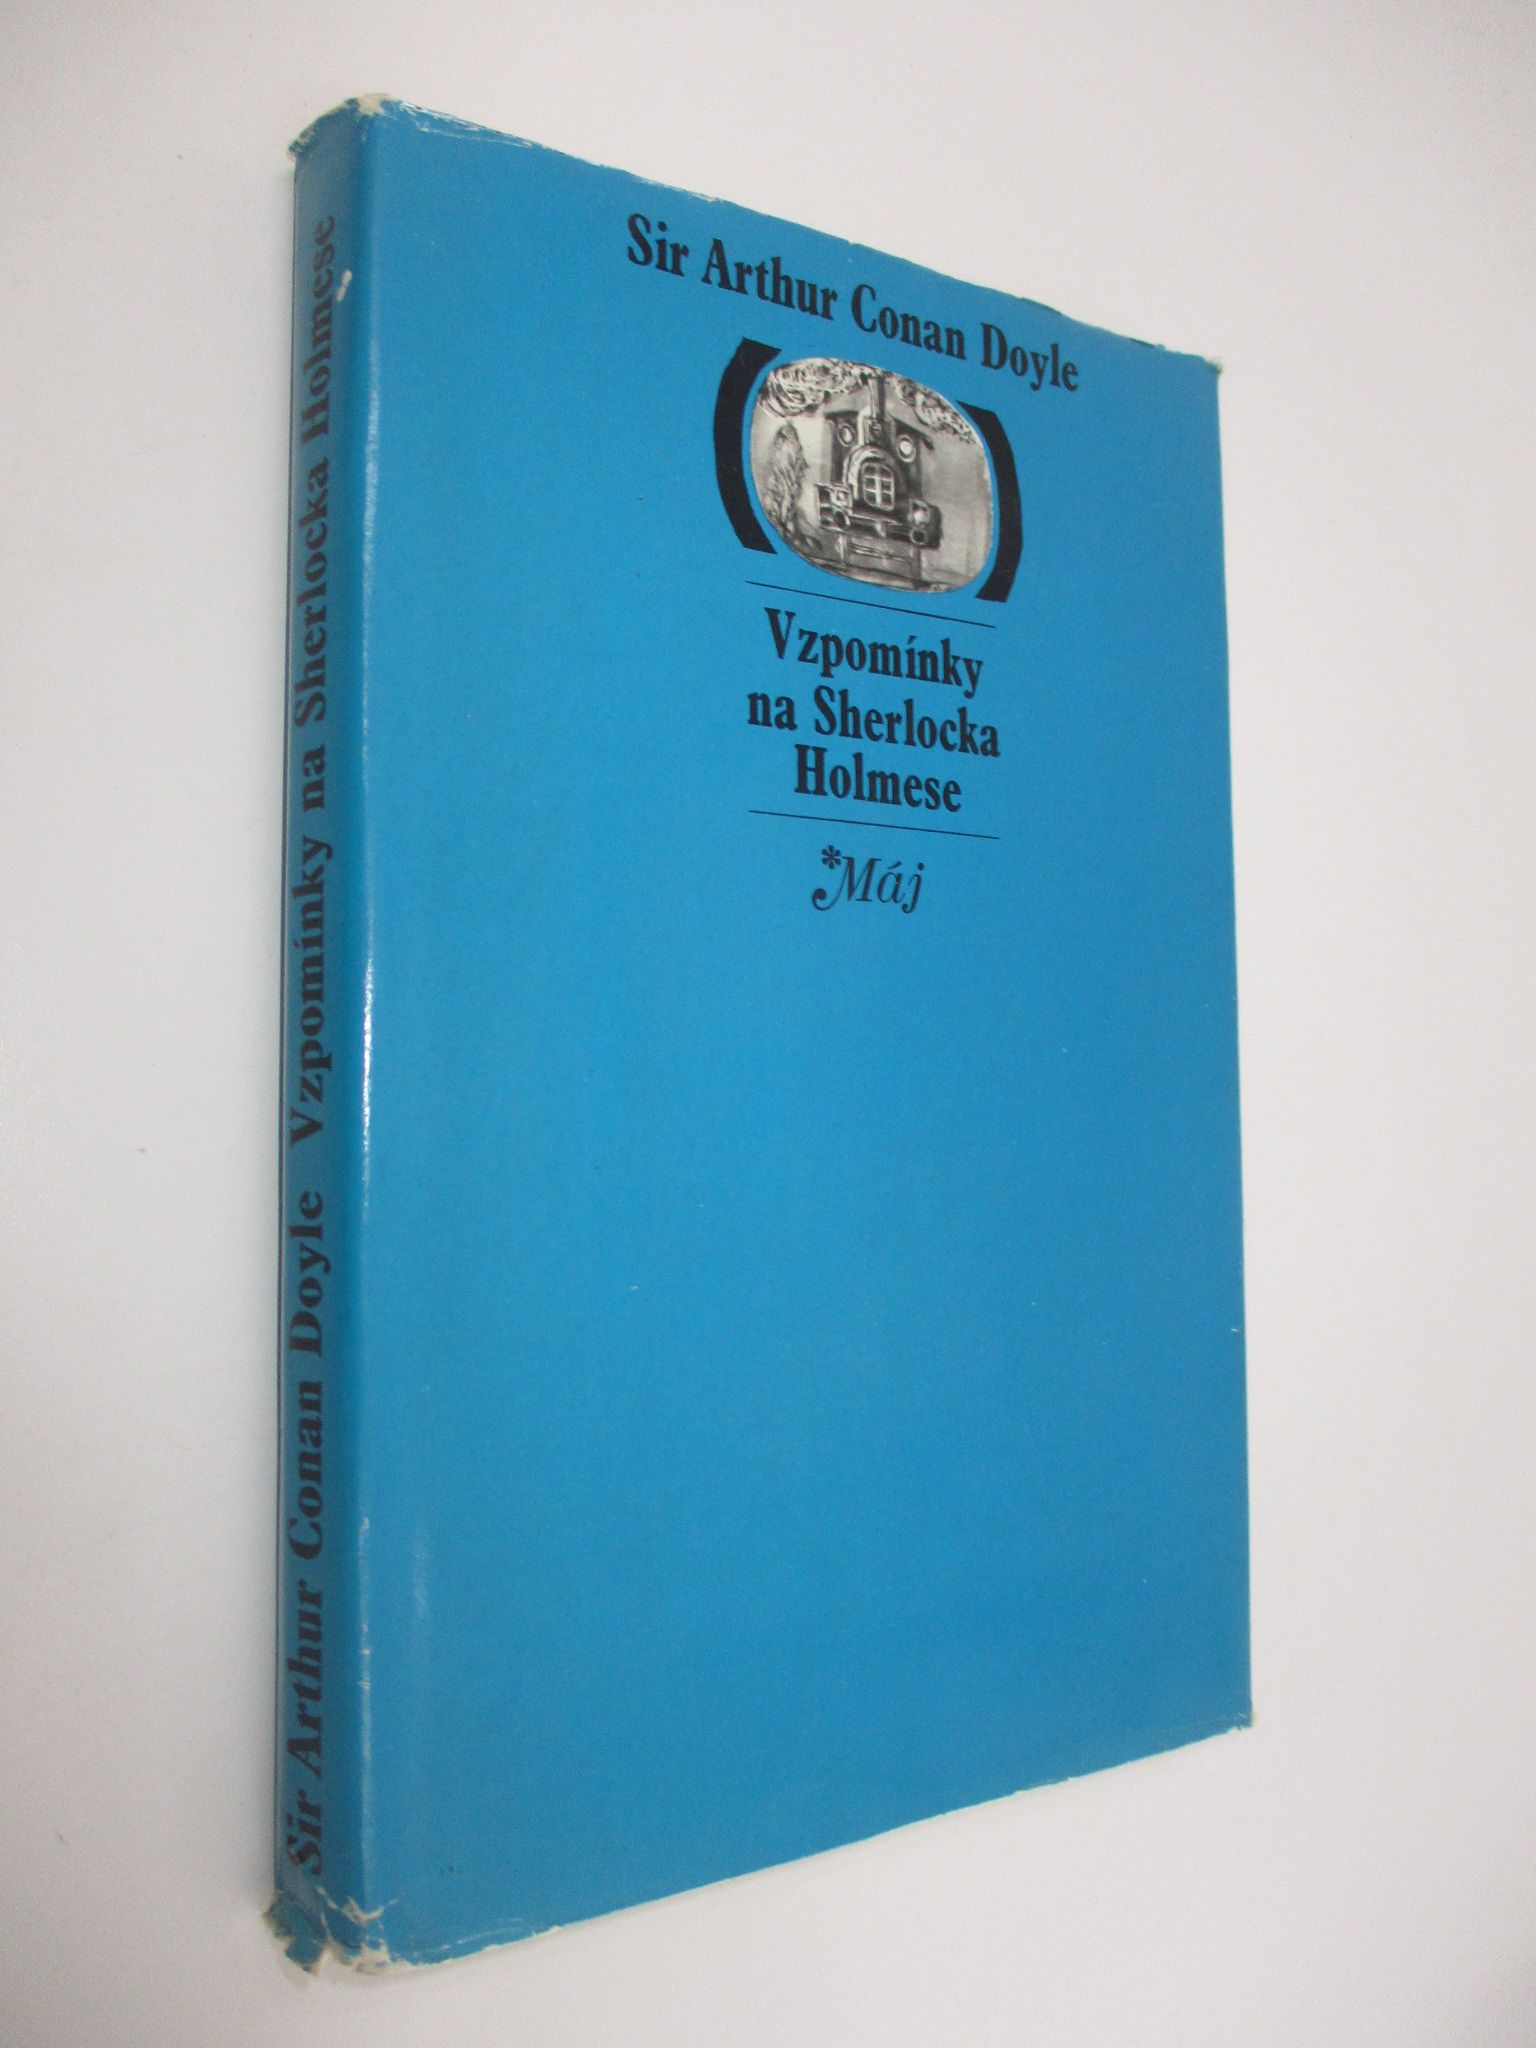 Sir Arthur Conan Doyle
Vzpomínky
na Sherlocka
Holmese
*Máj
Sir Arthur Conan Doyle Vzpomínky na Sherlocka Holmese